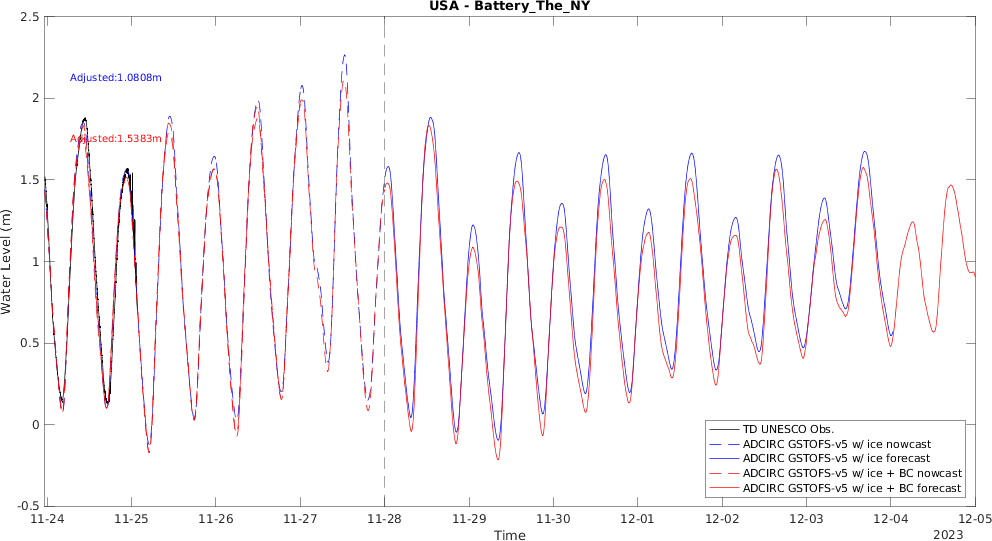 USA - Battery_The_NY
2.5
2
1.5
1
0.5
0
-0.5
Water Level (m)
Adjusted:1.0808m
Adjusted:1.5383m
TD UNESCO Obs.
ADCIRC GSTOFS-v5 w/ ice nowcast
ADCIRC GSTOFS-v5 w/ ice forecast
ADCIRC GSTOFS-v5 w/ ice + BC nowcast
ADCIRC GSTOFS-v5 w/ ice + BC forecast
11-24 11-25 11-26 11-27 11-28 11-29 11-30 12-01 12-02 12-03 12-04 12-05
Time
2023